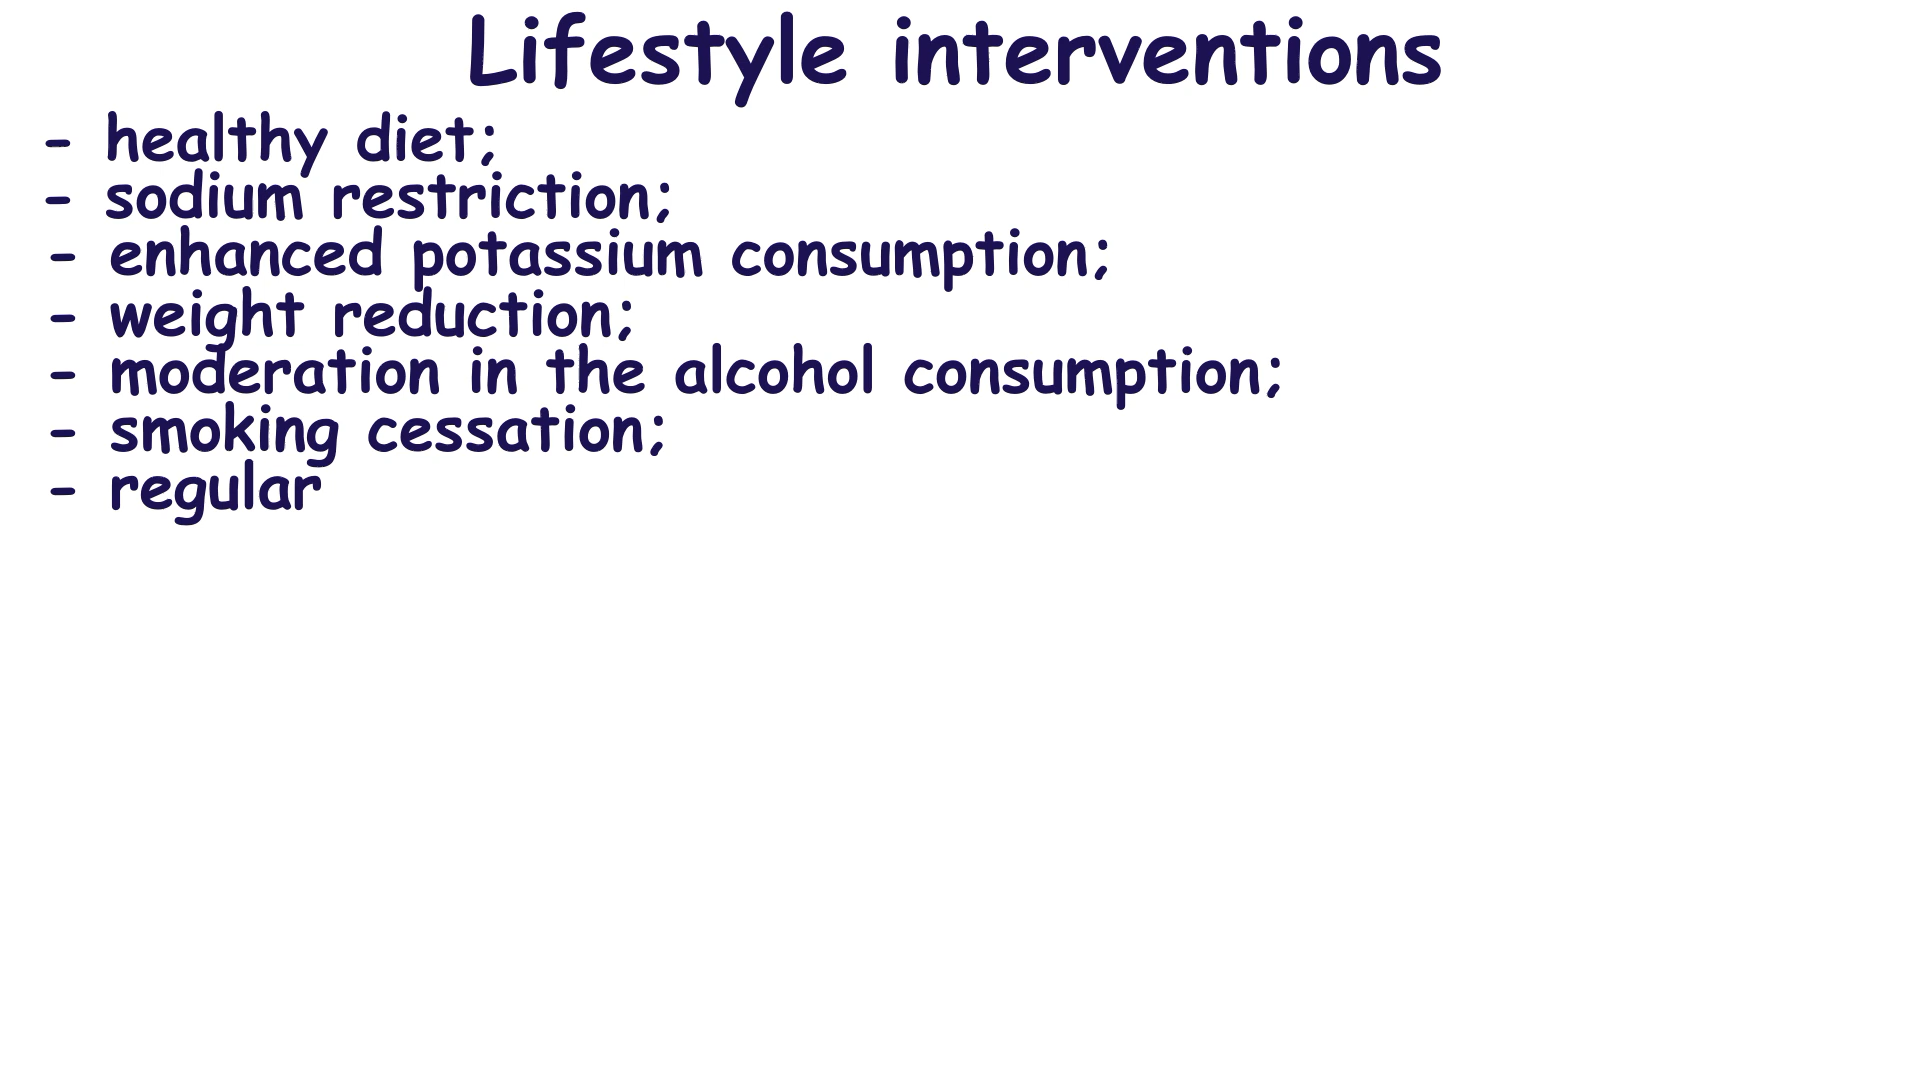 Lifestyle interventions
- healthy diet;
- sodium restriction;
- enhanced potassium consumption;
- weight reduction;
- moderation in the alcohol consumption;
- smoking cessation;
- regular